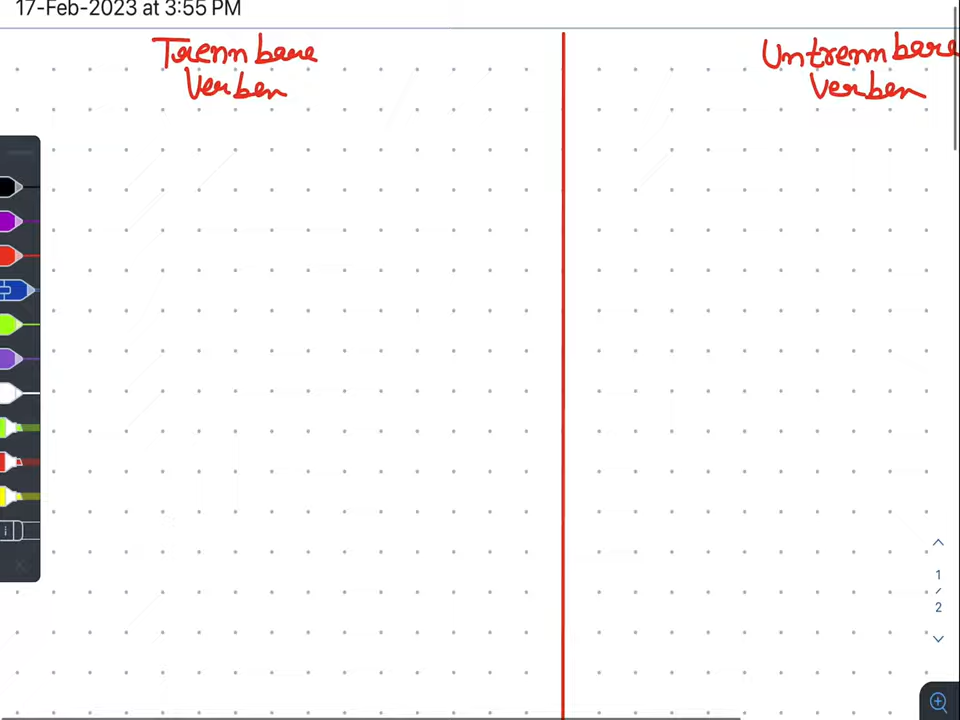 17-Feb-2023 at 3:55 PM
Trennbare
Verben
Untrennbare
Verben
1
/
2